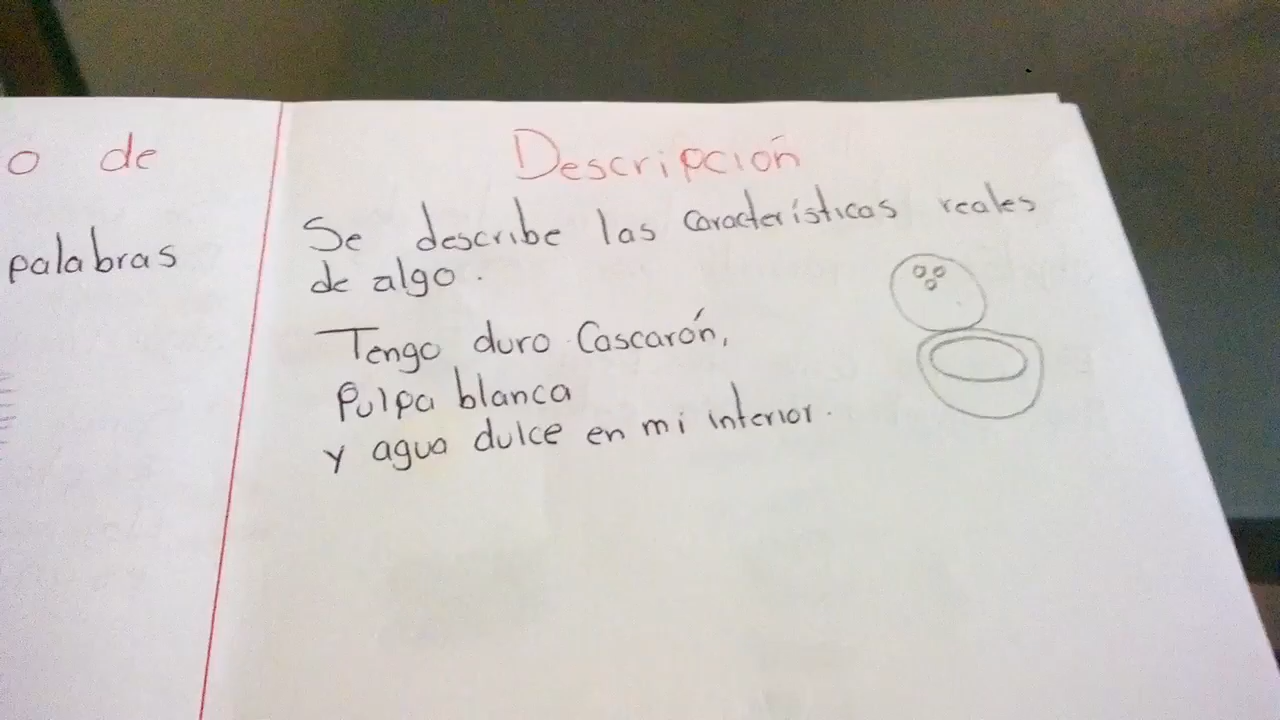 o de
palabras
Descripción
Se describe las características reales
de algo.
Tengo duro Cascarón,
Pulpa blanca
y agua dulce en mi interior.